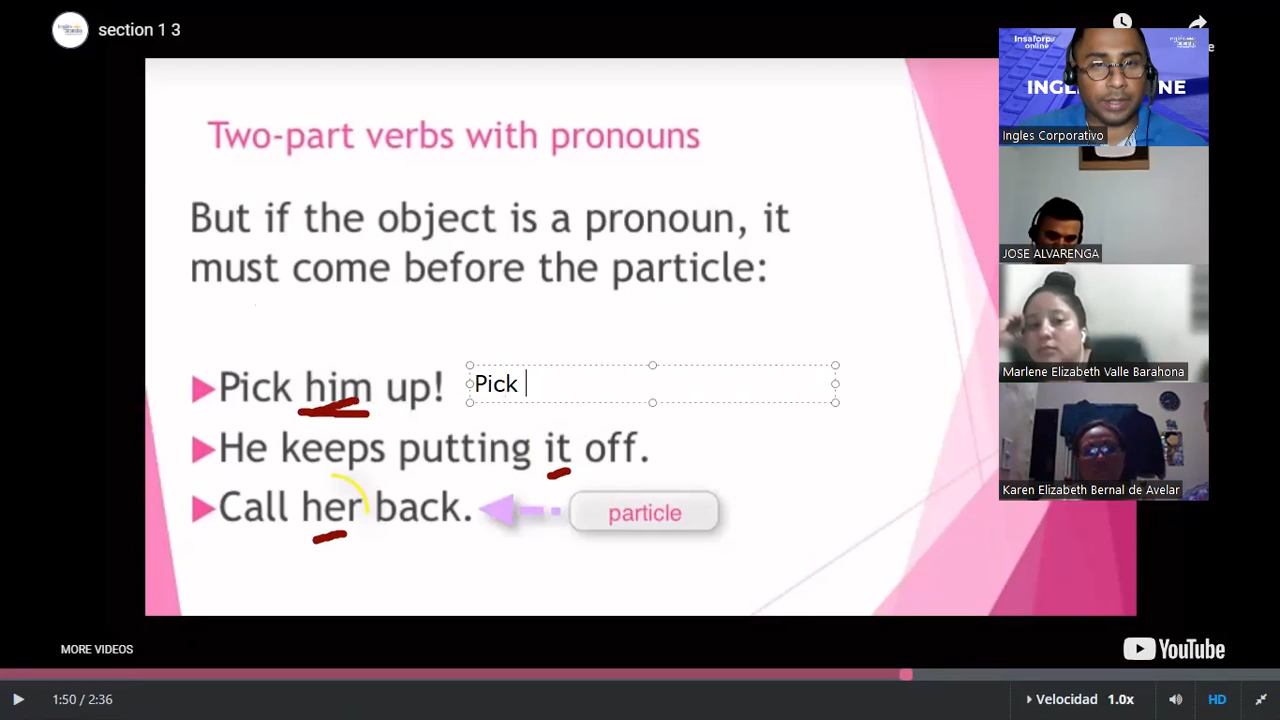 section 1 3
Insaforp
online
INGL
NE
Ingles Corporativo
Two-part verbs with pronouns
But if the object is a pronoun, it
must come before the particle:
JOSE ALVARENGA
Pick him up!
Pick
Marlene Elizabeth Valle Barahona
He keeps putting it off.
Call her back.
particle
Karen Elizabeth Bernal de Avelar
MORE VIDEOS
YouTube
1:50 / 2:36
Velocidad 1.0x
HD